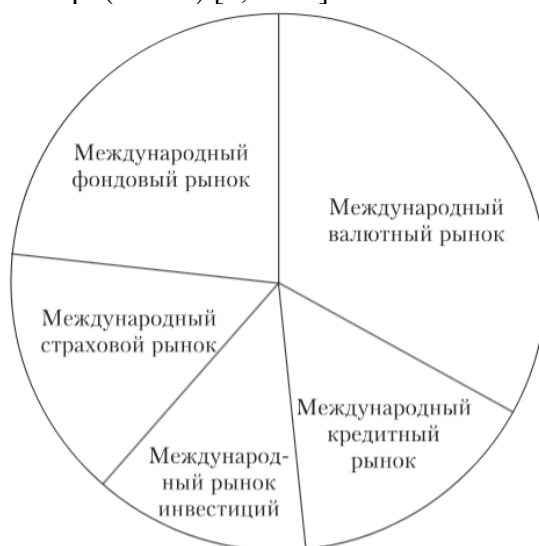 Международный
фондовый рынок
Международный
валютный рынок
Международный
страховой рынок
Международный
кредитный
рынок
Международ-
ный рынок
инвестиций